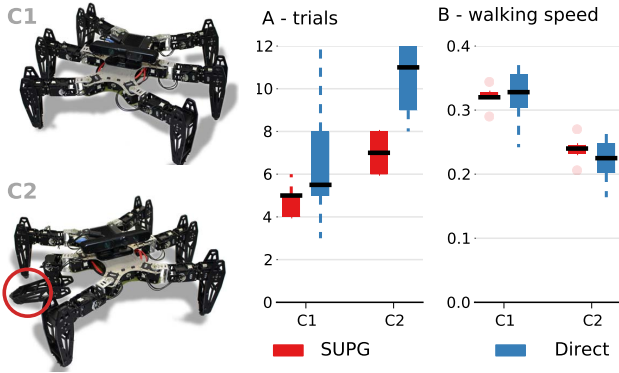 C1
C2
A - trials
12
10
8
6
4
2
0
C1
C2
B - walking speed
0.4
0.3
0.2
0.1
0.0
C1
C2
SUPG
Direct